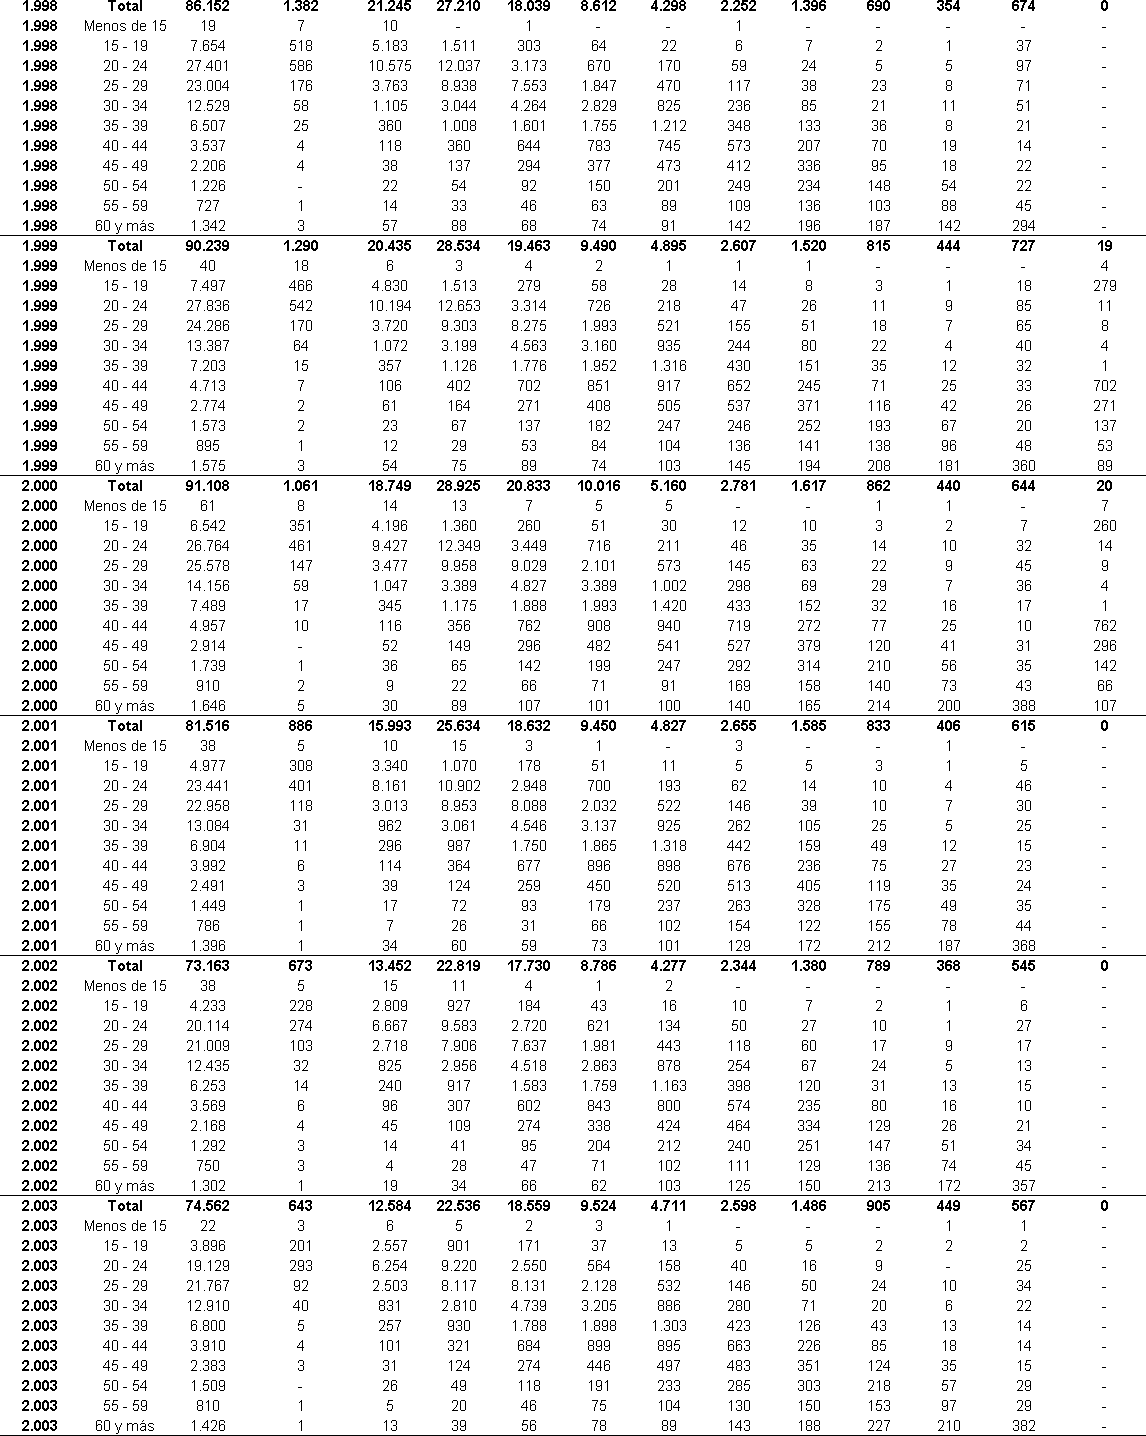 1.998 Total 86.152 1.382 21.245 27.210 18.039 8.612 4.298 2.252 1.396 690 354 674 0
1.998 Menos de 15 19 7 10 - 1 - - 1 - - - - -
1.998 15 - 19 7.654 518 5.183 1.511 303 64 22 6 7 2 1 37 -
1.998 20 - 24 27.401 586 10.575 12.037 3.173 670 170 59 24 5 5 97 -
1.998 25 - 29 23.004 176 3.763 8.938 7.553 1.847 470 117 38 23 8 71 -
1.998 30 - 34 12.529 58 1.105 3.044 4.264 2.829 825 236 85 21 11 51 -
1.998 35 - 39 6.507 25 360 1.008 1.601 1.755 1.212 348 133 36 8 21 -
1.998 40 - 44 3.537 4 118 360 644 783 745 573 207 70 19 14 -
1.998 45 - 49 2.206 4 38 137 294 377 473 412 336 95 18 22 -
1.998 50 - 54 1.226 - 22 54 92 150 201 249 234 148 54 22 -
1.998 55 - 59 727 1 14 33 46 63 89 109 136 103 88 45 -
1.998 60 y más 1.342 3 57 88 68 74 91 142 196 187 142 294 -
1.999 Total 90.239 1.290 20.435 28.534 19.463 9.490 4.895 2.607 1.520 815 444 727 19
1.999 Menos de 15 40 18 6 3 4 2 1 1 1 - - - 4
1.999 15 - 19 7.497 466 4.830 1.513 279 58 28 14 8 3 1 18 279
1.999 20 - 24 27.836 542 10.194 12.653 3.314 726 218 47 26 11 9 85 11
1.999 25 - 29 24.286 170 3.720 9.303 8.275 1.993 521 155 51 18 7 65 8
1.999 30 - 34 13.387 64 1.072 3.199 4.563 3.160 935 244 80 22 4 40 4
1.999 35 - 39 7.203 15 357 1.126 1.776 1.952 1.316 430 151 35 12 32 1
1.999 40 - 44 4.713 7 106 402 702 851 917 652 245 71 25 33 702
1.999 45 - 49 2.774 2 61 164 271 408 505 537 371 116 42 26 271
1.999 50 - 54 1.573 2 23 67 137 182 247 246 252 193 67 20 137
1.999 55 - 59 895 1 12 29 53 84 104 136 141 138 96 48 53
1.999 60 y más 1.575 3 54 75 89 74 103 145 194 208 181 360 89
2.000 Total 91.108 1.061 18.749 28.925 20.833 10.016 5.160 2.781 1.617 862 440 644 20
2.000 Menos de 15 61 8 14 13 7 5 5 - - 1 1 - 7
2.000 15 - 19 6.542 351 4.196 1.360 260 51 30 12 10 3 2 7 260
2.000 20 - 24 26.764 461 9.427 12.349 3.449 716 211 46 35 14 10 32 14
2.000 25 - 29 25.578 147 3.477 9.958 9.029 2.101 573 145 63 22 9 45 9
2.000 30 - 34 14.156 59 1.047 3.389 4.827 3.389 1.002 298 69 29 7 36 4
2.000 35 - 39 7.489 17 345 1.175 1.888 1.993 1.420 433 152 32 16 17 1
2.000 40 - 44 4.957 10 116 356 762 908 940 719 272 77 25 10 762
2.000 45 - 49 2.914 - 52 149 296 482 541 527 379 120 41 31 296
2.000 50 - 54 1.739 1 36 65 142 199 247 292 314 210 56 35 142
2.000 55 - 59 910 2 9 22 66 71 91 169 158 140 73 43 66
2.000 60 y más 1.646 5 30 89 107 101 100 140 165 214 200 388 107
2.001 Total 81.516 886 15.993 25.634 18.632 9.450 4.827 2.655 1.585 833 406 615 0
2.001 Menos de 15 38 5 10 15 3 1 - 3 - - 1 - -
2.001 15 - 19 4.977 308 3.340 1.070 178 51 11 5 5 3 1 5 -
2.001 20 - 24 23.441 401 8.161 10.902 2.948 700 193 62 14 10 4 46 -
2.001 25 - 29 22.958 118 3.013 8.953 8.088 2.032 522 146 39 10 7 30 -
2.001 30 - 34 13.084 31 962 3.061 4.546 3.137 925 262 105 25 5 25 -
2.001 35 - 39 6.904 11 296 987 1.750 1.865 1.318 442 159 49 12 15 -
2.001 40 - 44 3.992 6 114 364 677 896 898 676 236 75 27 23 -
2.001 45 - 49 2.491 3 39 124 259 450 520 513 405 119 35 24 -
2.001 50 - 54 1.449 1 17 72 93 179 237 263 328 175 49 35 -
2.001 55 - 59 786 1 7 26 31 66 102 154 122 155 78 44 -
2.001 60 y más 1.396 1 34 60 59 73 101 129 172 212 187 368 -
2.002 Total 73.163 673 13.452 22.819 17.730 8.786 4.277 2.344 1.380 789 368 545 0
2.002 Menos de 15 38 5 15 11 4 1 2 - - - - - -
2.002 15 - 19 4.233 228 2.809 927 184 43 16 10 7 2 1 6 -
2.002 20 - 24 20.114 274 6.667 9.583 2.720 621 134 50 27 10 1 27 -
2.002 25 - 29 21.009 103 2.718 7.906 7.637 1.981 443 118 60 17 9 17 -
2.002 30 - 34 12.435 32 825 2.956 4.518 2.863 878 254 67 24 5 13 -
2.002 35 - 39 6.253 14 240 917 1.583 1.759 1.163 398 120 31 13 15 -
2.002 40 - 44 3.569 6 96 307 602 843 800 574 235 80 16 10 -
2.002 45 - 49 2.168 4 45 109 274 338 424 464 334 129 26 21 -
2.002 50 - 54 1.292 3 14 41 95 204 212 240 251 147 51 34 -
2.002 55 - 59 750 3 4 28 47 71 102 111 129 136 74 45 -
2.002 60 y más 1.302 1 19 34 66 62 103 125 150 213 172 357 -
2.003 Total 74.562 643 12.584 22.536 18.559 9.524 4.711 2.598 1.486 905 449 567 0
2.003 Menos de 15 22 3 6 5 2 3 1 - - - 1 1 -
2.003 15 - 19 3.896 201 2.557 901 171 37 13 5 5 2 2 2 -
2.003 20 - 24 19.129 293 6.254 9.220 2.550 564 158 40 16 9 - 25 -
2.003 25 - 29 21.767 92 2.503 8.117 8.131 2.128 532 146 50 24 10 34 -
2.003 30 - 34 12.910 40 831 2.810 4.739 3.205 886 280 71 20 6 22 -
2.003 35 - 39 6.800 5 257 930 1.788 1.898 1.303 423 126 43 13 14 -
2.003 40 - 44 3.910 4 101 321 684 899 895 663 226 85 18 14 -
2.003 45 - 49 2.383 3 31 124 274 446 497 483 351 124 35 15 -
2.003 50 - 54 1.509 - 26 49 118 191 233 285 303 218 57 29 -
2.003 55 - 59 810 1 5 20 46 75 104 130 150 153 97 29 -
2.003 60 y más 1.426 1 13 39 56 78 89 143 188 227 210 382 -